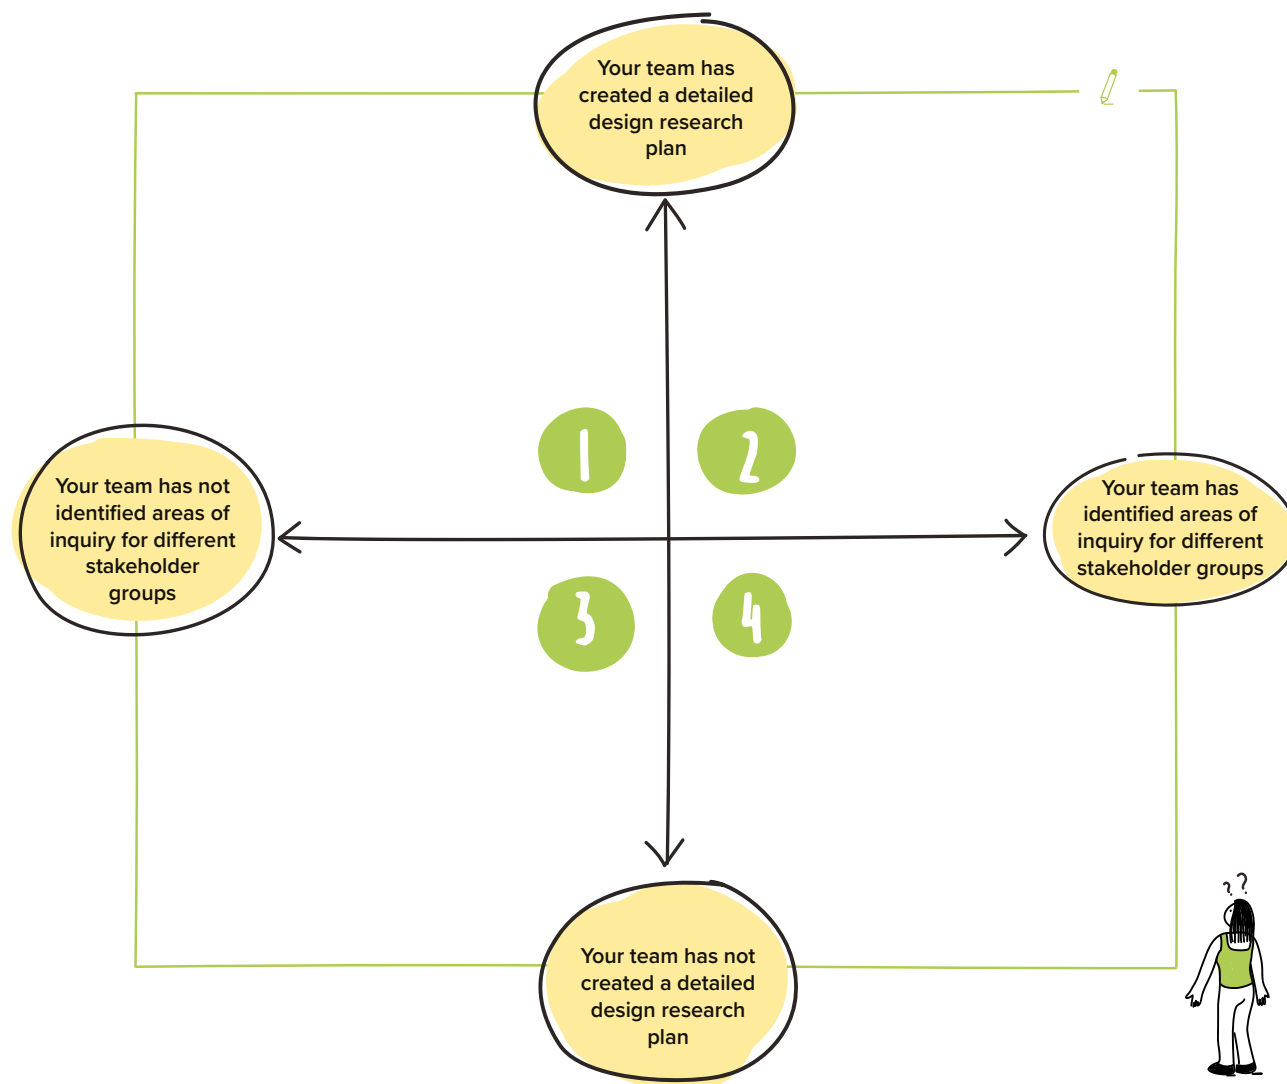 Your team has
created a detailed
design research
plan
1
2
Your team has not
identified areas of
inquiry for different
stakeholder
groups
Your team has
identified areas of
inquiry for different
stakeholder groups
3
4
? ?
Your team has not
created a detailed
design research
plan